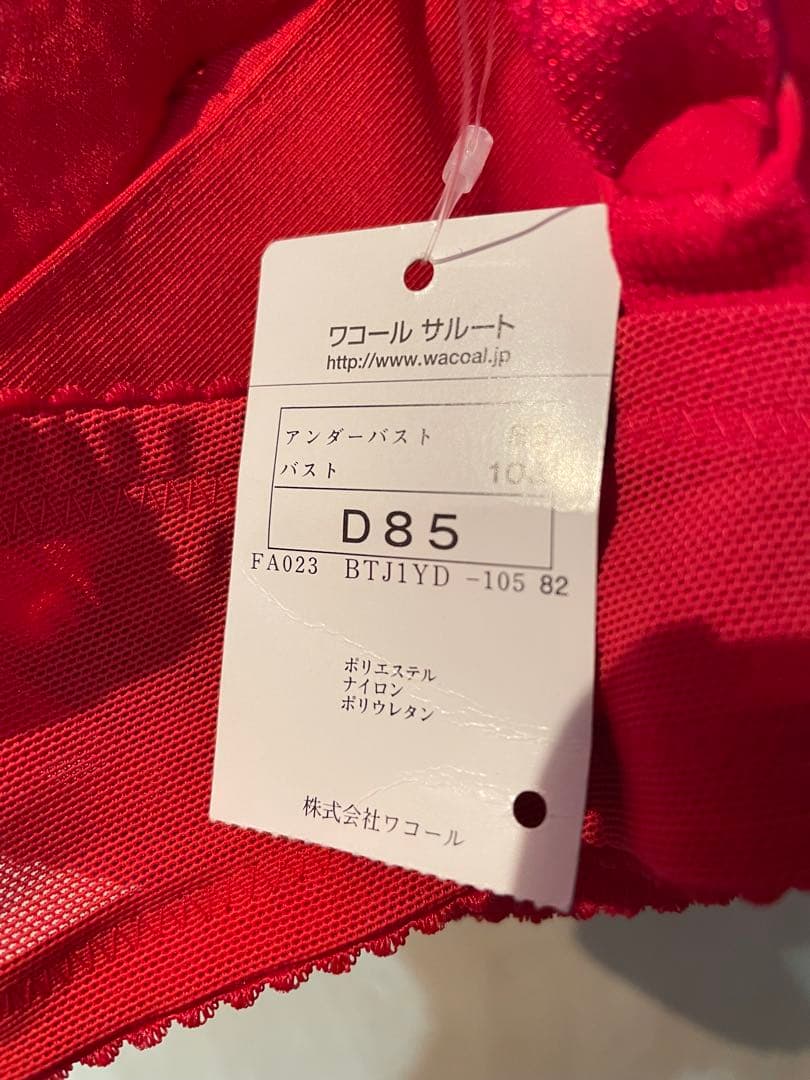 ワコール サルート
http://www.wacoal.jp
アンダーバスト
バスト
D85
FA023 BTJ1YD -105 82
ポリエステル
ナイロン
ポリウレタン
株式会社ワコール